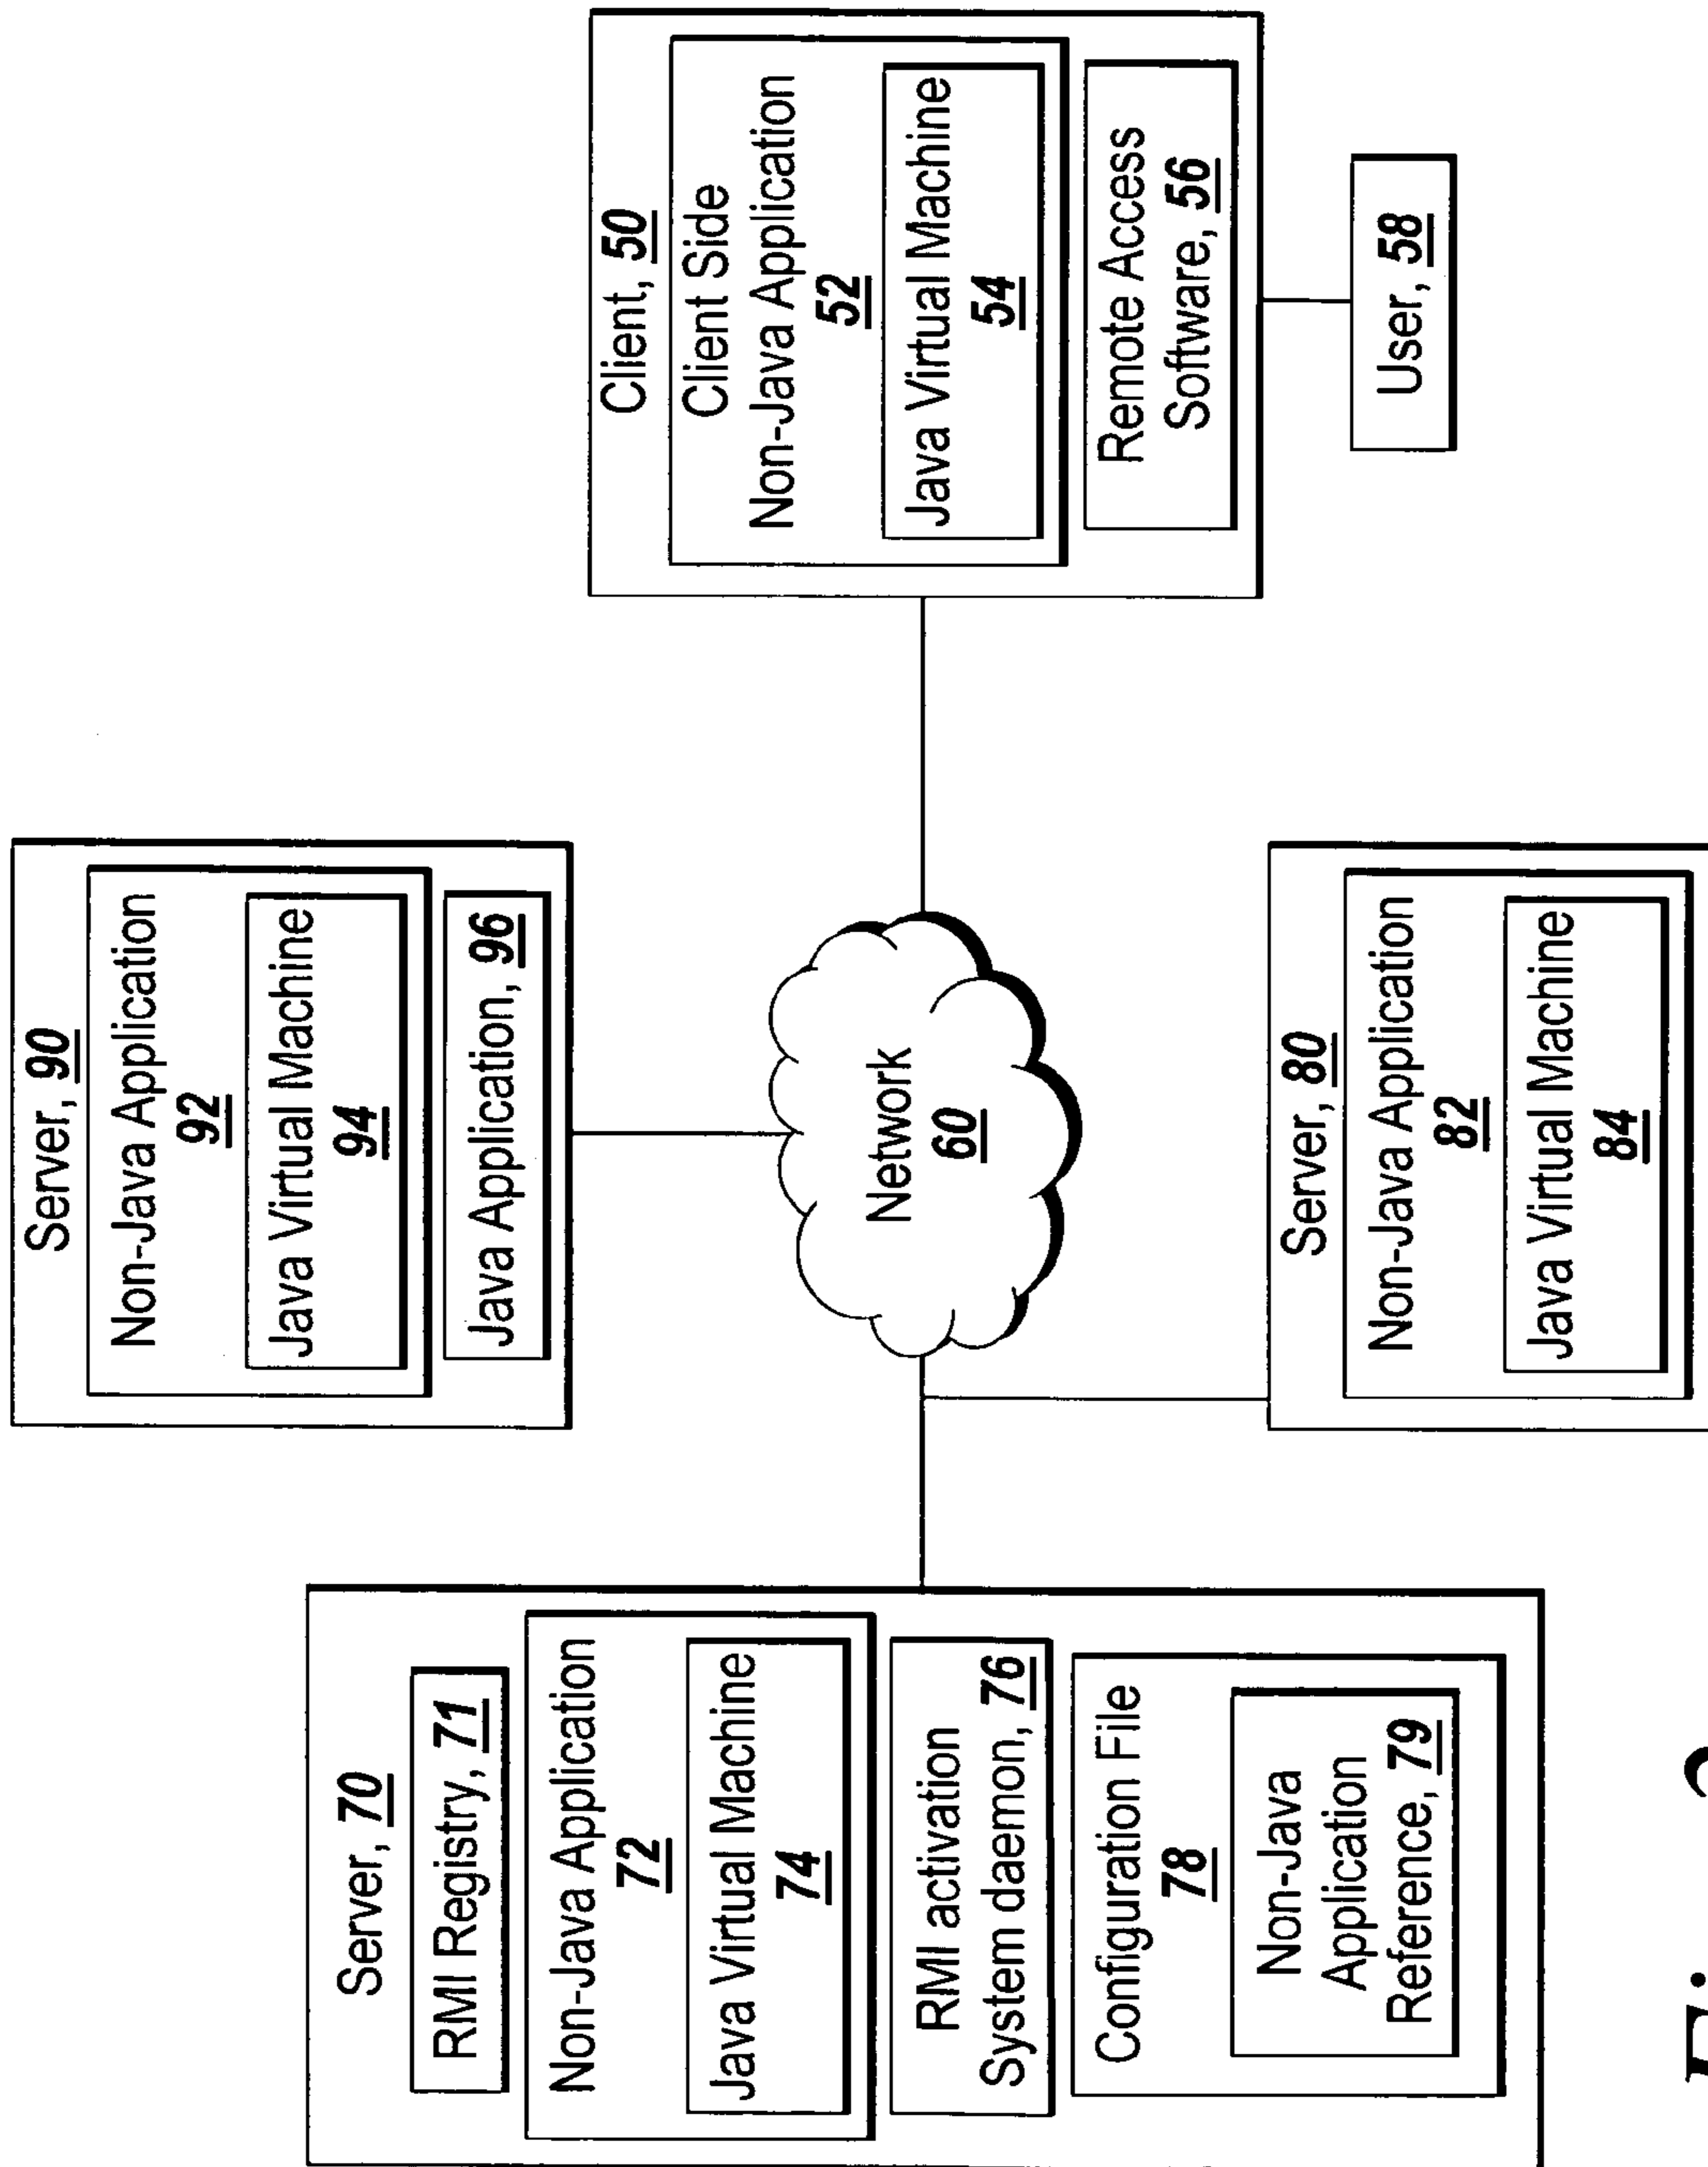 Server, 70
RMI Registry, 71
Non-Java Application
72
Java Virtual Machine
74
RMI activation
System daemon, 76
Configuration File
78
Non-Java
Application
Reference, 79
Server, 90
Non-Java Application
92
Java Virtual Machine
94
Java Application, 96
Network
60
Server, 80
Non-Java Application
82
Java Virtual Machine
84
Client, 50
Client Side
Non-Java Application
52
Java Virtual Machine
54
Remote Access
Software, 56
User, 58